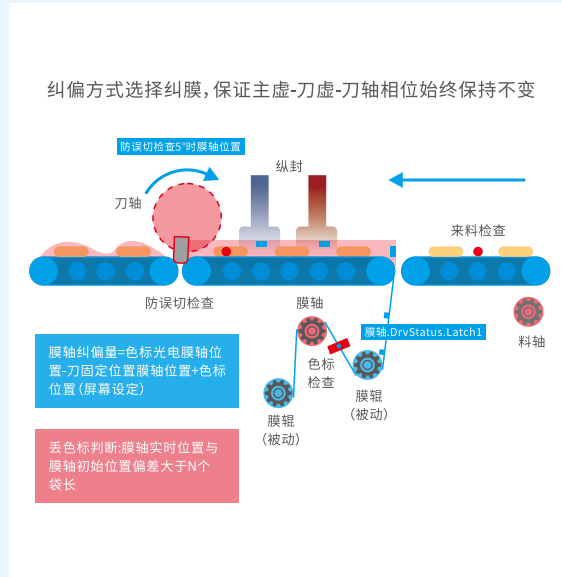 纠偏方式选择纠膜，保证主虚-刀虚-刀轴相位始终保持不变
防误切检查5°时膜轴位置
纵封
刀轴
来料检查
防误切检查
膜轴
膜轴.DrvStatus.Latch1
料轴
色标
检查
膜辊
（被动）
膜辊
（被动）
膜轴纠偏量=色标光电膜轴位
置-刀固定位置膜轴位置+色标
位置（屏幕设定）
丢色标判断:膜轴实时位置与
膜轴初始位置偏差大于N个
袋长